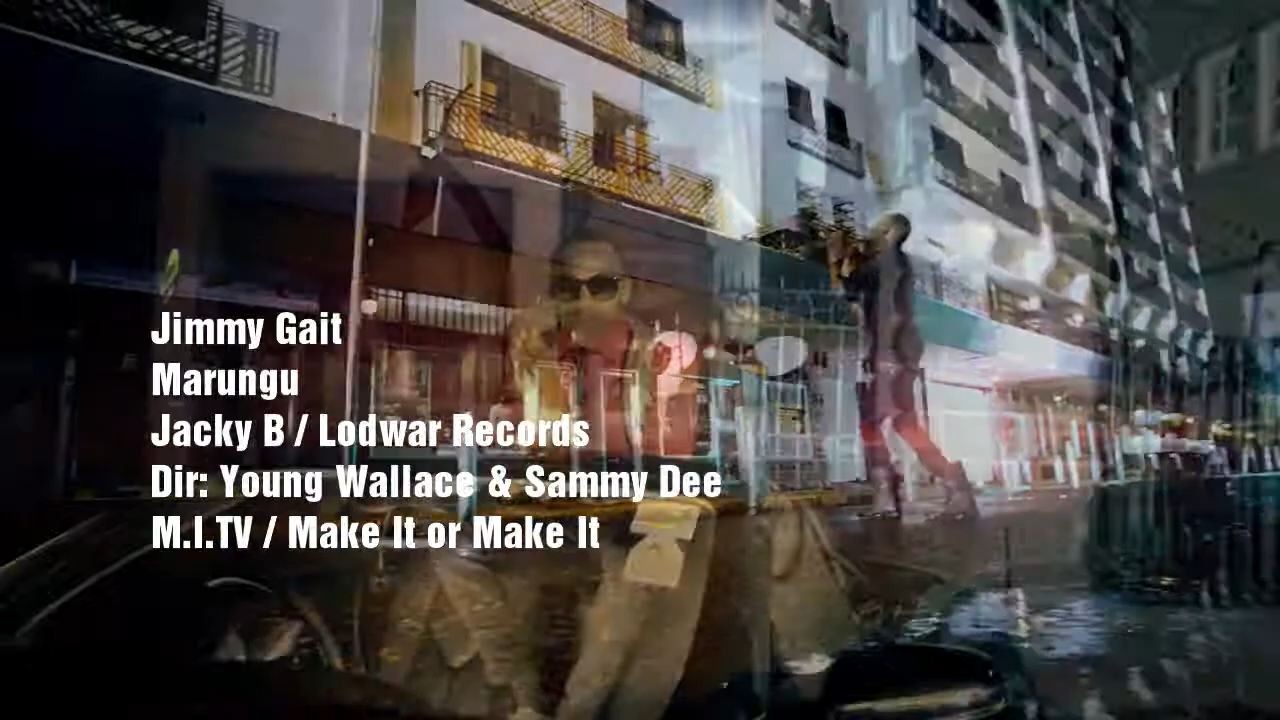 Jimmy Gait
Marungu
Jacky B / Lodwar Records
Dir: Young Wallace & Sammy Dee
M.I.TV / Make It or Make It